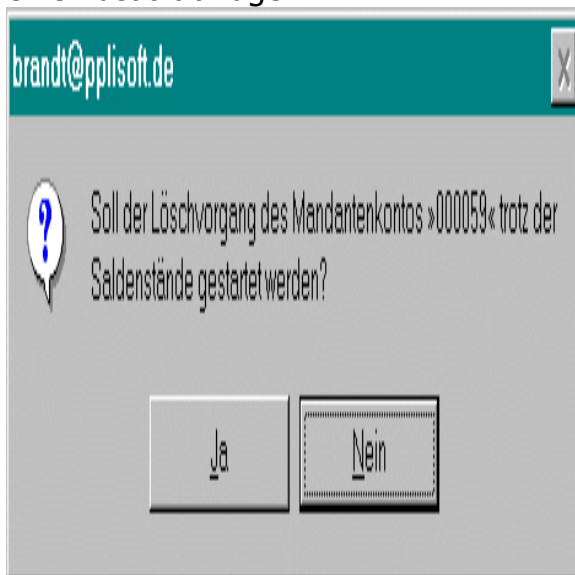 brandt@pplisoft.de
Soll der Löschvorgang des Mandantenkontos »000059« trotz der
Saldenstände gestartet werden?
Ja
Nein